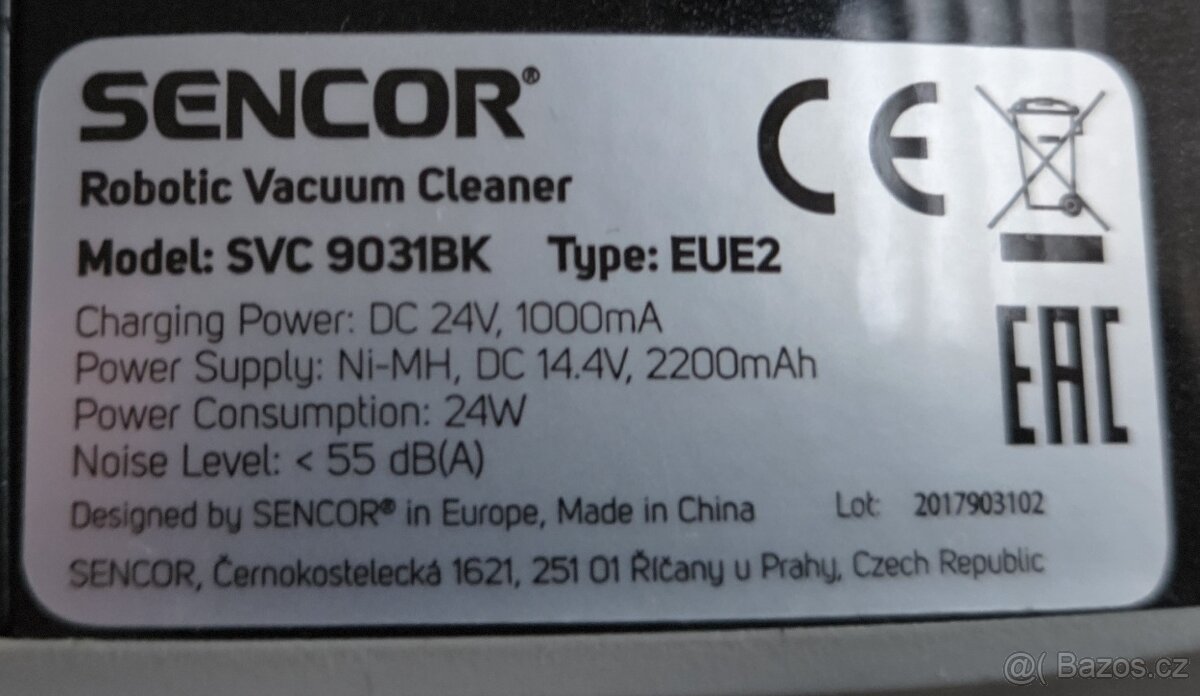 SENCOR®
Robotic Vacuum Cleaner
Model: SVC 9031BK Type: EUE2
Charging Power: DC 24V, 1000mA
Power Supply: Ni-MH, DC 14.4V, 2200mAh
Power Consumption: 24W
Noise Level: < 55 dB(A)
Designed by SENCOR® in Europe, Made in China Lot: 2017903102
SENCOR, Černokostelecká 1621, 251 01 Říčany u Prahy, Czech Republic
CE
EAC
@( Bazos.cz